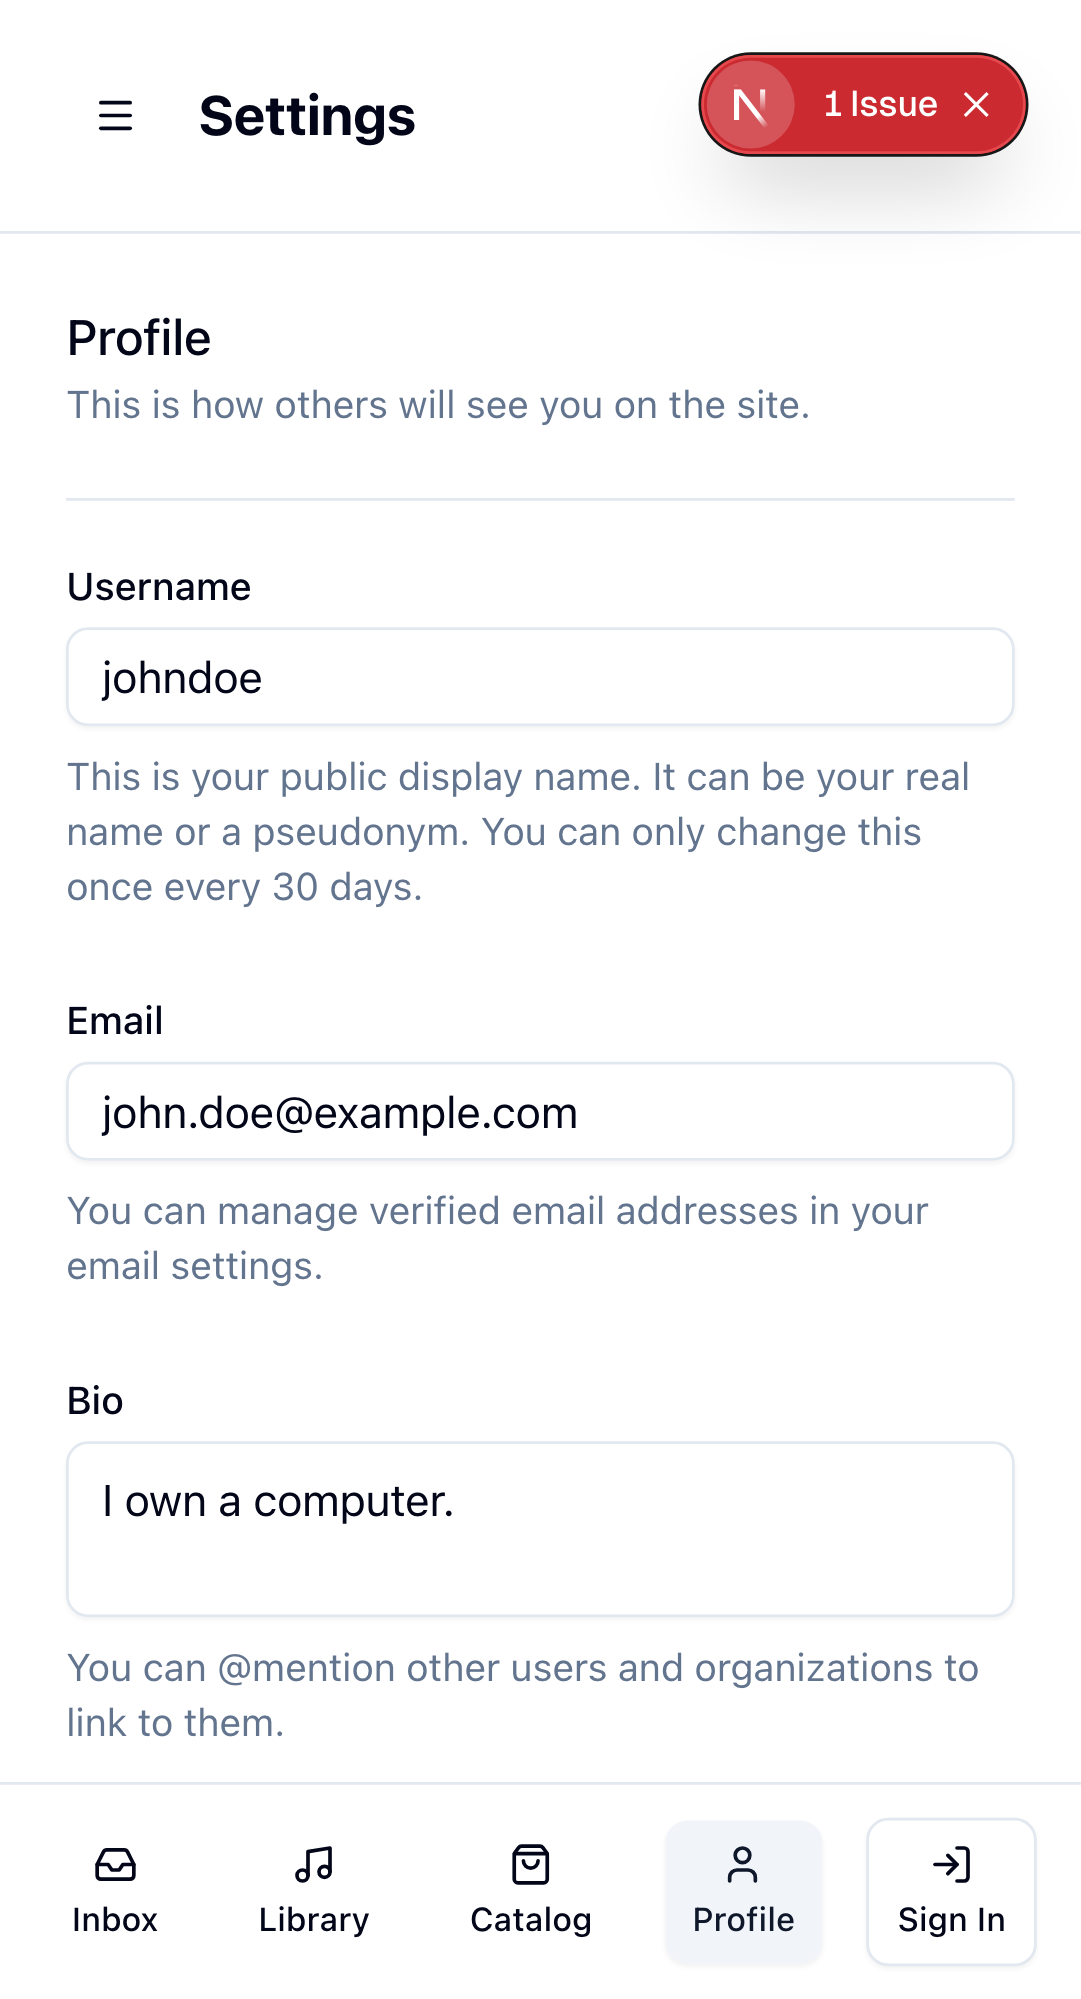 Settings
N 1 Issue
Profile
This is how others will see you on the site.
Username
johndoe
This is your public display name. It can be your real
name or a pseudonym. You can only change this
once every 30 days.
Email
john.doe@example.com
You can manage verified email addresses in your
email settings.
Bio
I own a computer.
You can @mention other users and organizations to
link to them.
Inbox
Library
Catalog
Profile
Sign In